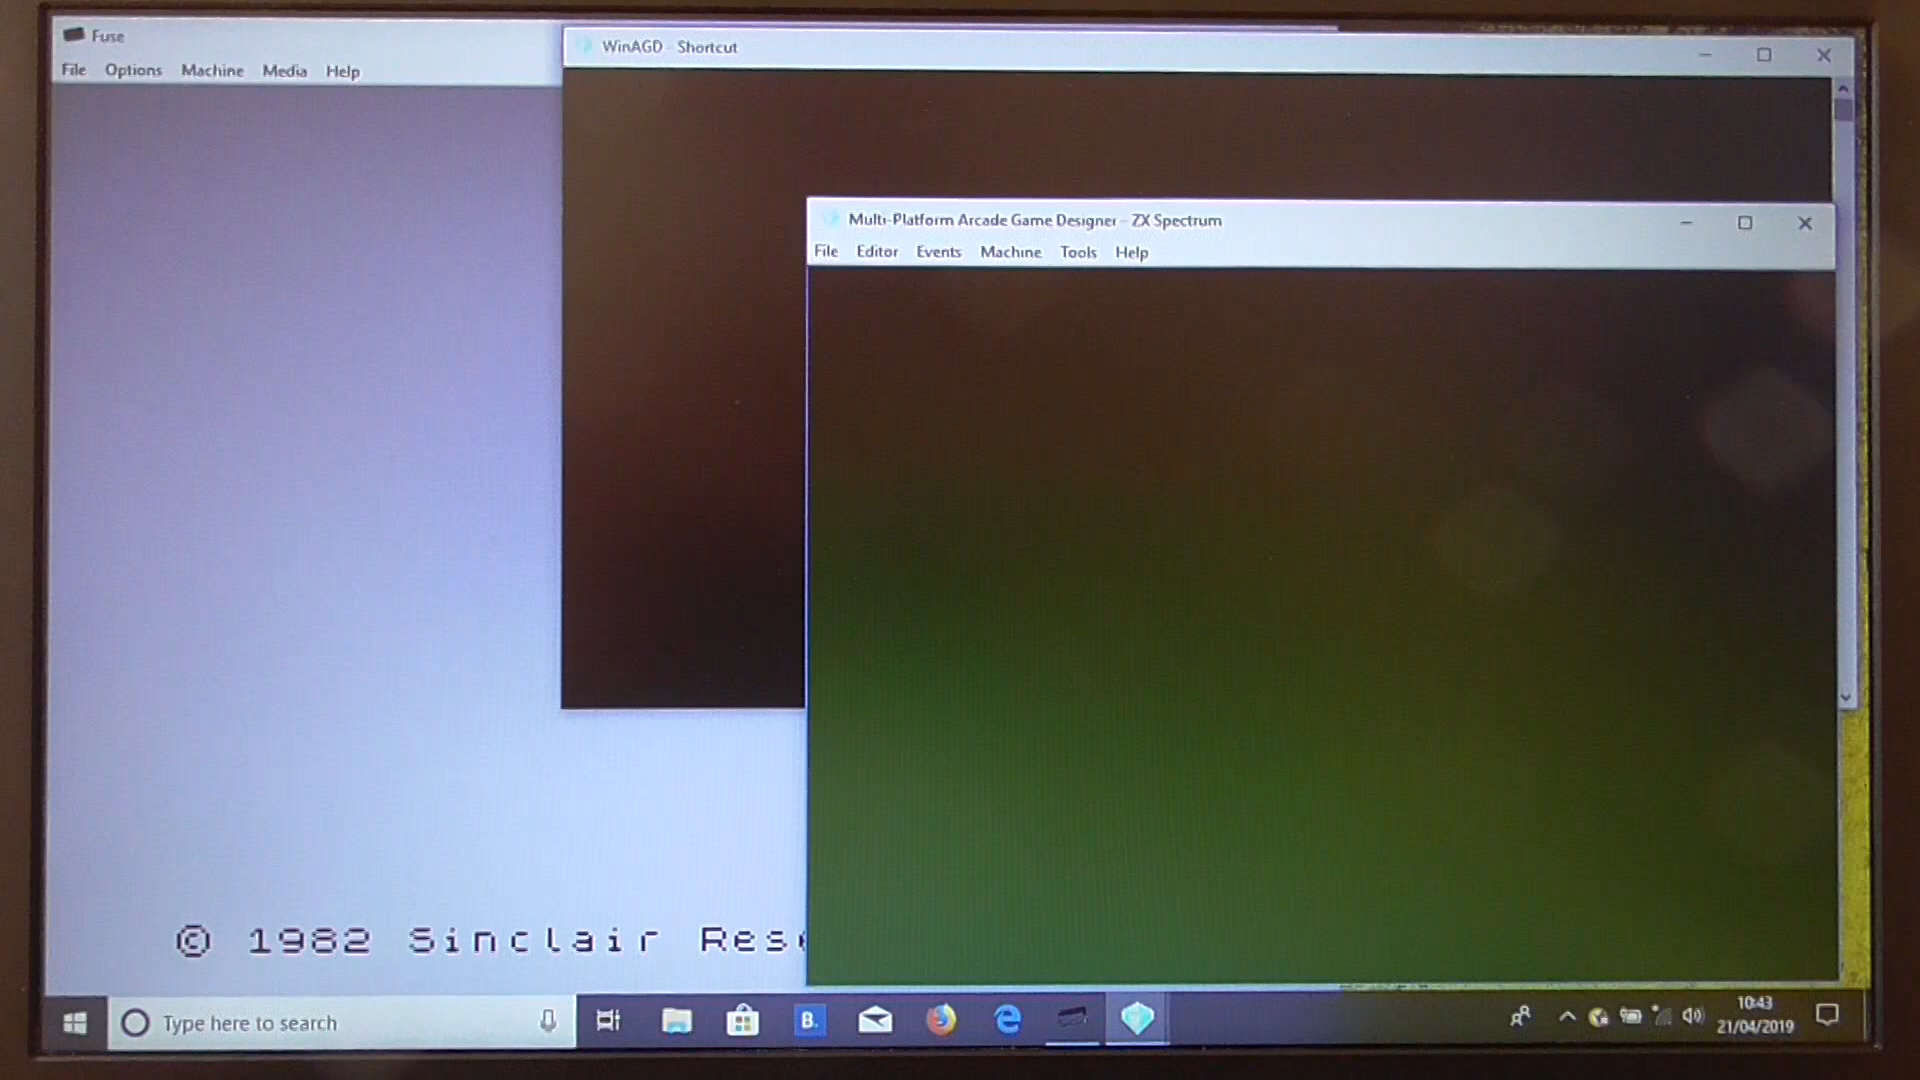 Fuse
File Options Machine Media Help
WinAGD - Shortcut
Multi-Platform Arcade Game Designer - ZX Spectrum
File Editor Events Machine Tools Help
© 1982 Sinclair Res
Type here to search
B.
10:43
21/04/2019